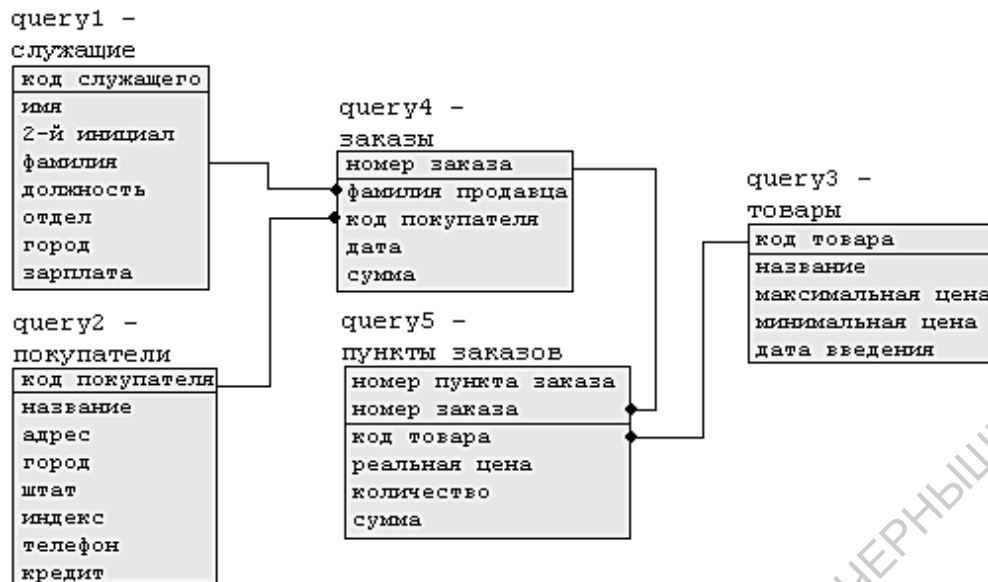 query1 -
служащие
код служащего
имя
2-й инициал
фамилия
должность
отдел
город
зарплата
query2 -
покупатели
код покупателя
название
адрес
город
штат
индекс
телефон
кредит
query4 -
заказы
номер заказа
фамилия продавца
код покупателя
дата
сумма
query5 -
пункты заказов
номер пункта заказа
номер заказа
код товара
реальная цена
количество
сумма
query3 -
товары
код товара
название
максимальная цена
минимальная цена
дата введения